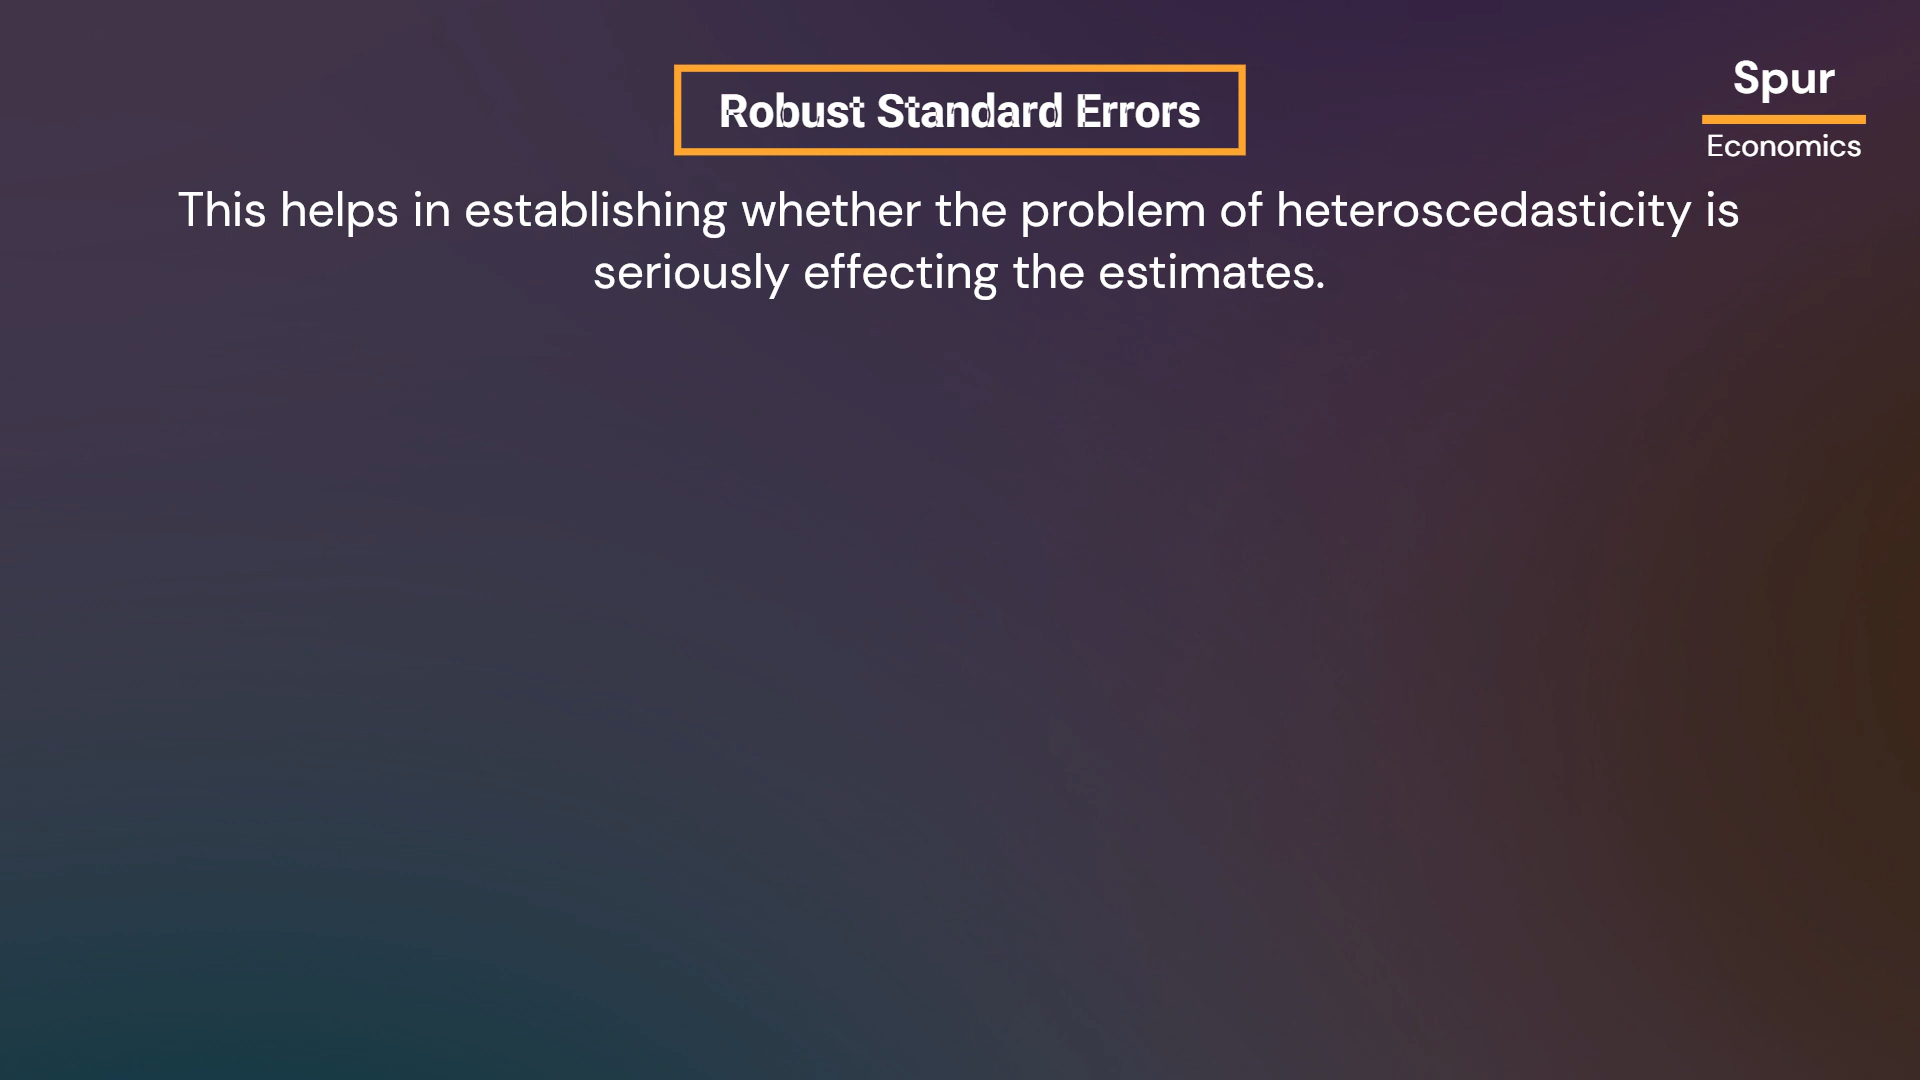 Robust Standard Errors
Spur
Economics
This helps in establishing whether the problem of heteroscedasticity is
seriously effecting the estimates.